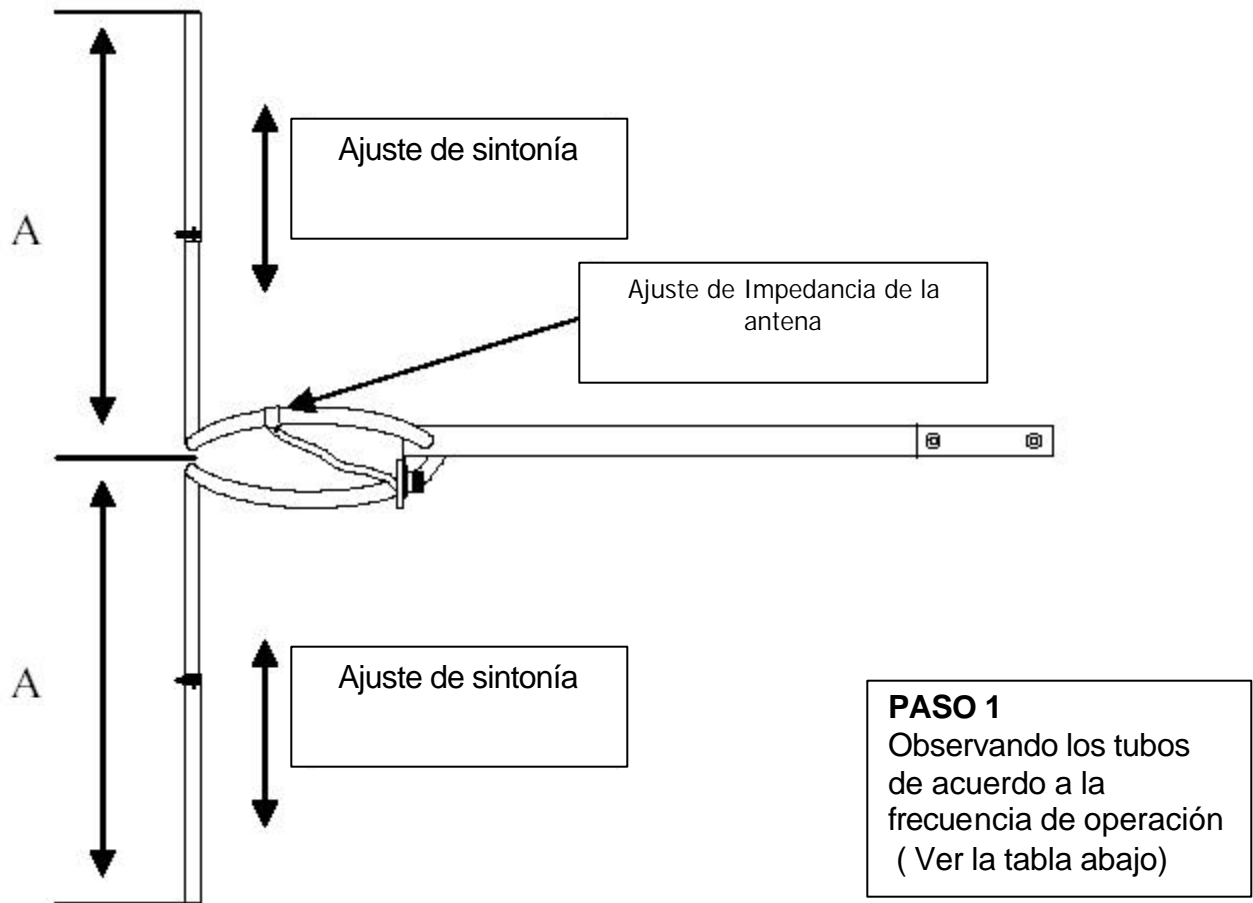 Ajuste de sintonía
A
Ajuste de Impedancia de la
antena
Ajuste de sintonía
A
PASO 1
Observando los tubos
de acuerdo a la
frecuencia de operación
( Ver la tabla abajo)